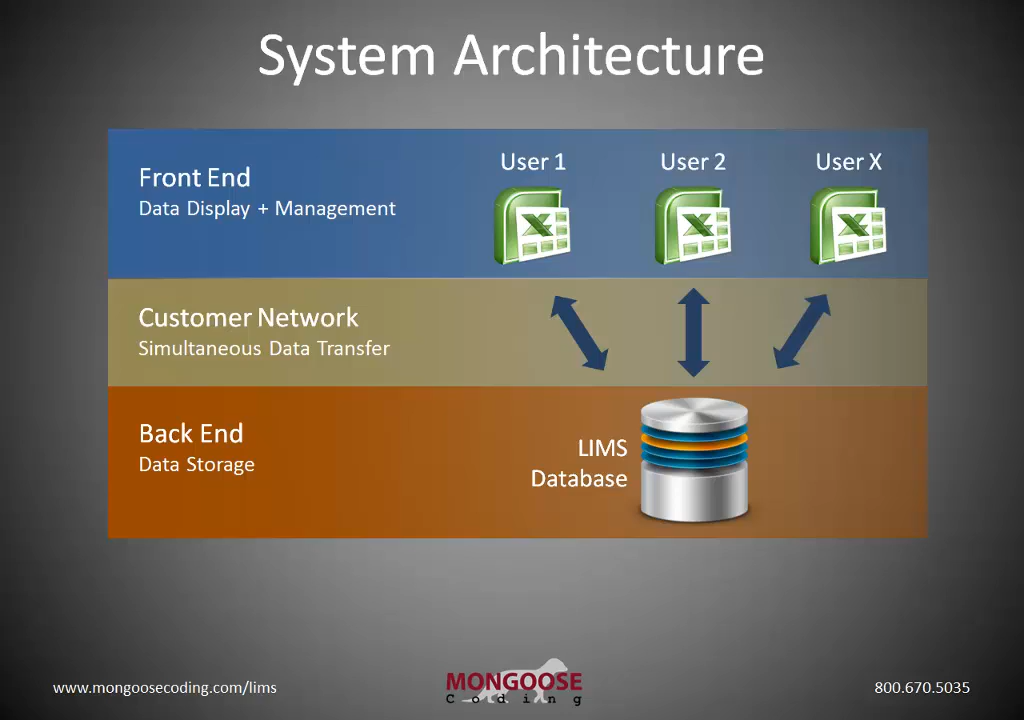 System Architecture
Front End
Data Display + Management
User 1
User 2
User X
Customer Network
Simultaneous Data Transfer
Back End
Data Storage
LIMS
Database
www.mongoosecoding.com/lims
MONGOOSE
Coding
800.670.5035